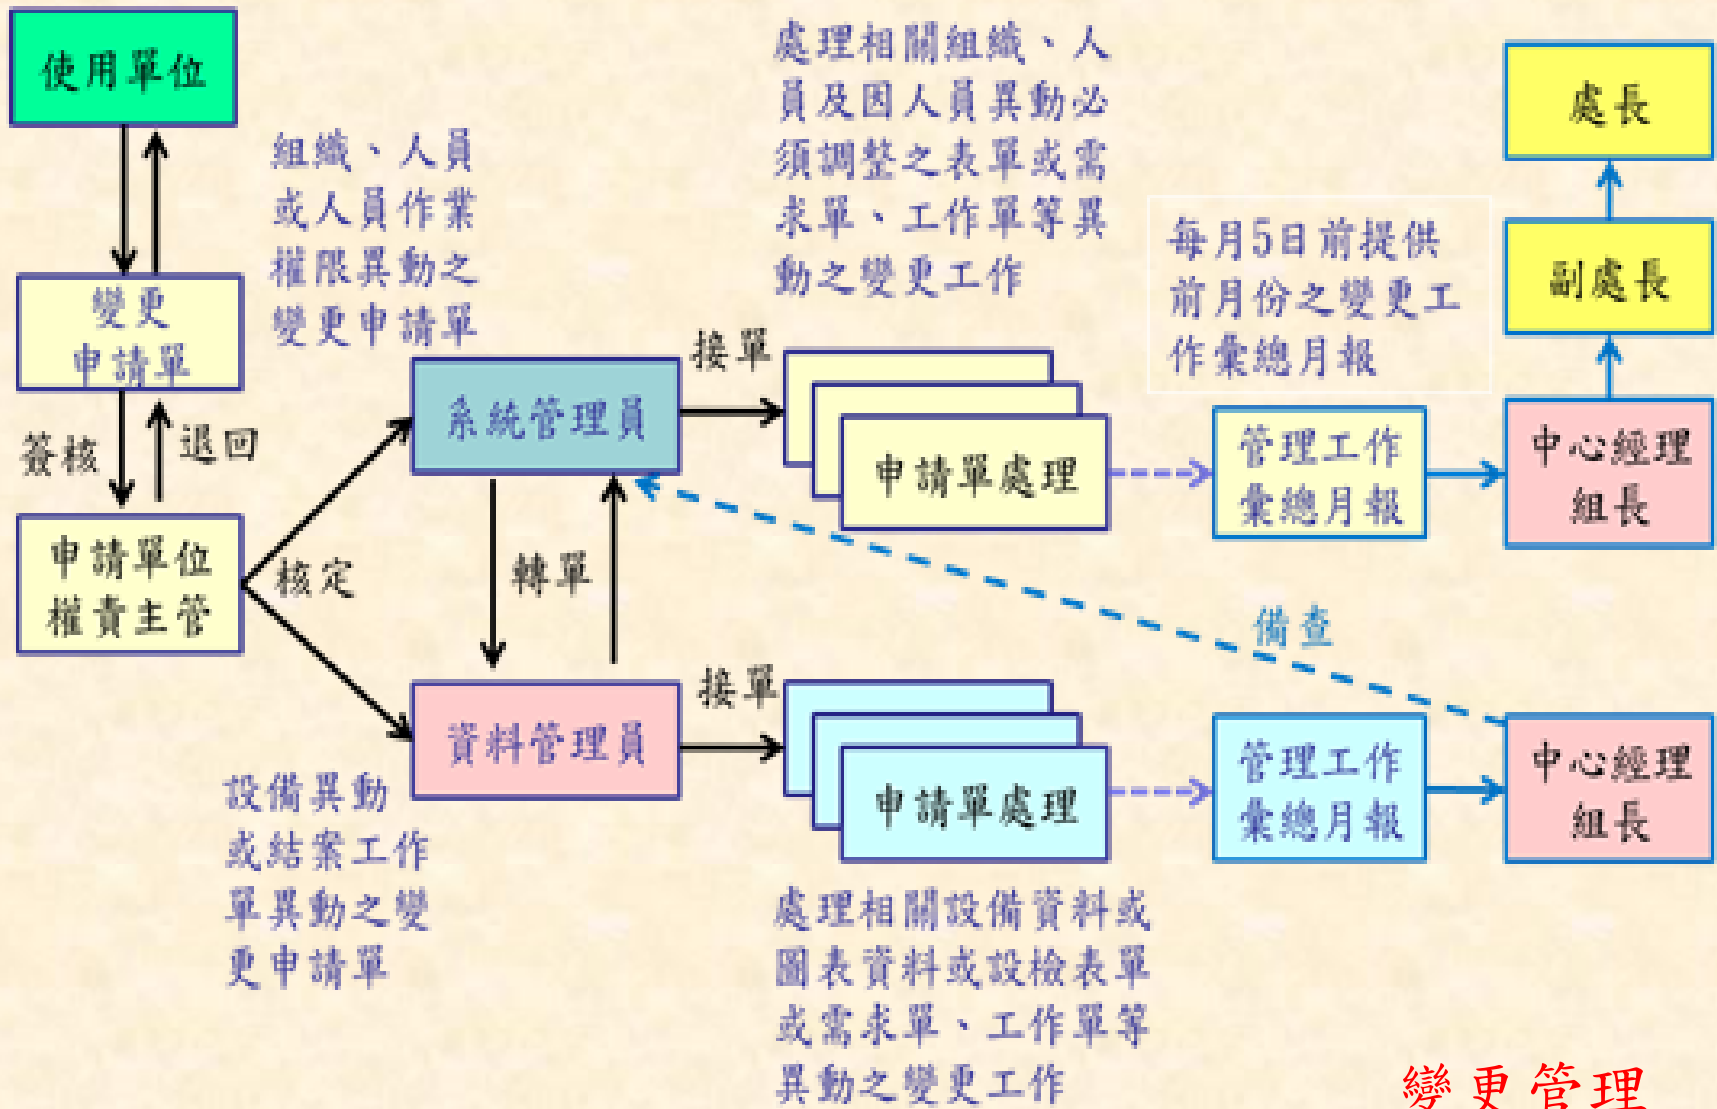 使用單位
變更
申請單
簽核
退回
申請單位
權責主管
組織、人員
或人員作業
權限異動之
變更申請單
核定
系統管理員
轉單
資料管理員
設備異動
或結案工作
單異動之變
更申請單
處理相關組織、人
員及因人員異動必
須調整之表單或需
求單、工作單等異
動之變更工作
接單
申請單處理
接單
申請單處理
處理相關設備資料或
圖表資料或設檢表單
或需求單、工作單等
異動之變更工作
每月5日前提供
前月份之變更工
作彙總月報
管理工作
彙總月報
備查
管理工作
彙總月報
處長
副處長
中心經理
組長
中心經理
組長
變更管理